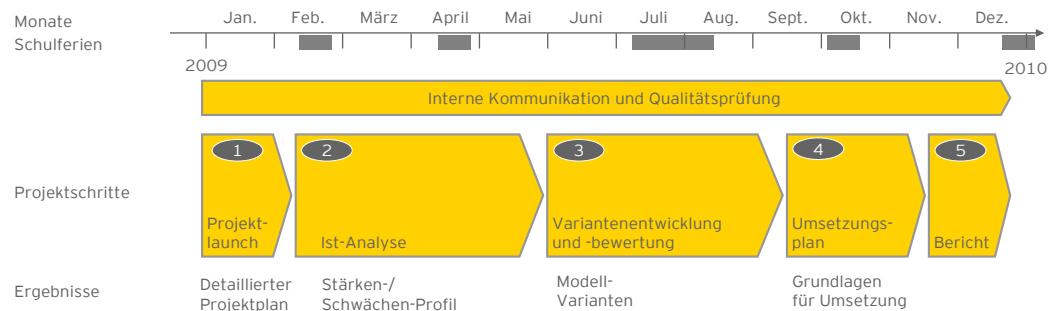 Monate
Jan. Feb. März April Mai Juni Juli Aug. Sept. Okt. Nov. Dez.
Schulferien
2009 2010
Interne Kommunikation und Qualitätsprüfung
1 2 3 4 5
Projektschritte
Projekt-
launch
Ist-Analyse
Variantenentwicklung
und -bewertung
Umsetzungs-
plan
Bericht
Ergebnisse
Detaillierter
Projektplan
Stärken-/
Schwächen-Profil
Modell-
Varianten
Grundlagen
für Umsetzung